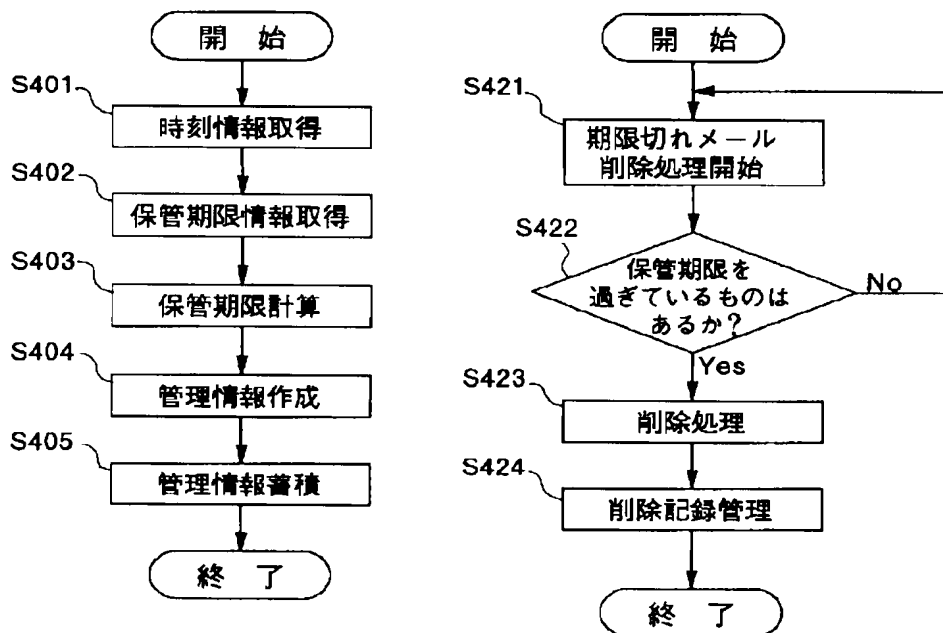 開 始
S401
時刻情報取得
S402
保管期限情報取得
S403
保管期限計算
S404
管理情報作成
S405
管理情報蓄積
終 了
開 始
S421
期限切れメール
削除処理開始
S422
保管期限を
過ぎているものは
あるか?
No
Yes
S423
削除処理
S424
削除記録管理
終 了